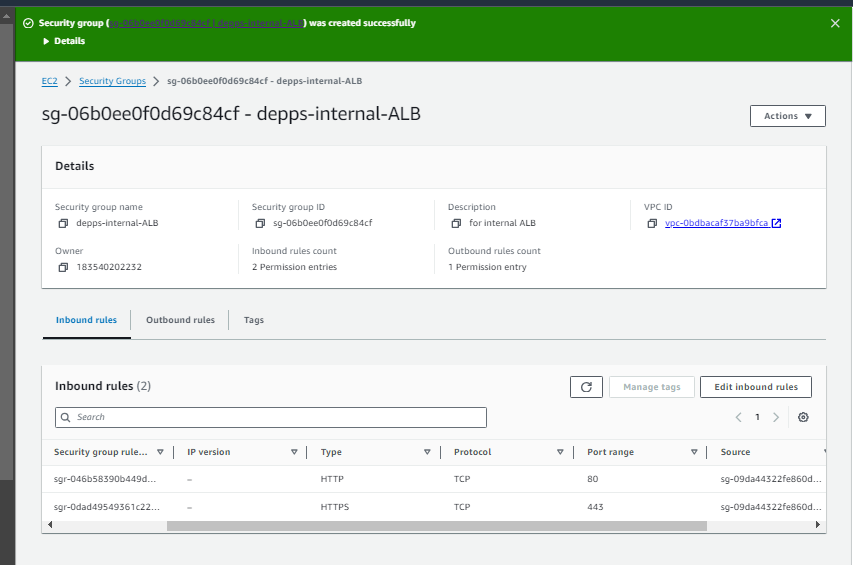 Security group (sg-06b0ee0f0d69c84cf | depps-internal-ALB) was created successfully
Details
EC2 > Security Groups > sg-06b0ee0f0d69c84cf - depps-internal-ALB
sg-06b0ee0f0d69c84cf - depps-internal-ALB
Actions
Details
Security group name Security group ID Description VPC ID
depps-internal-ALB sg-06b0ee0f0d69c84cf for internal ALB vpc-0bdbacaf37ba9bfca
Owner Inbound rules count Outbound rules count
183540202232 2 Permission entries 1 Permission entry
Inbound rules Outbound rules Tags
Inbound rules (2) Manage tags Edit inbound rules
Search 1
Security group rule... IP version Type Protocol Port range Source
sgr-046b58390b449d... – HTTP TCP 80 sg-09da44322fe860d...
sgr-0dad49549361c22... – HTTPS TCP 443 sg-09da44322fe860d...